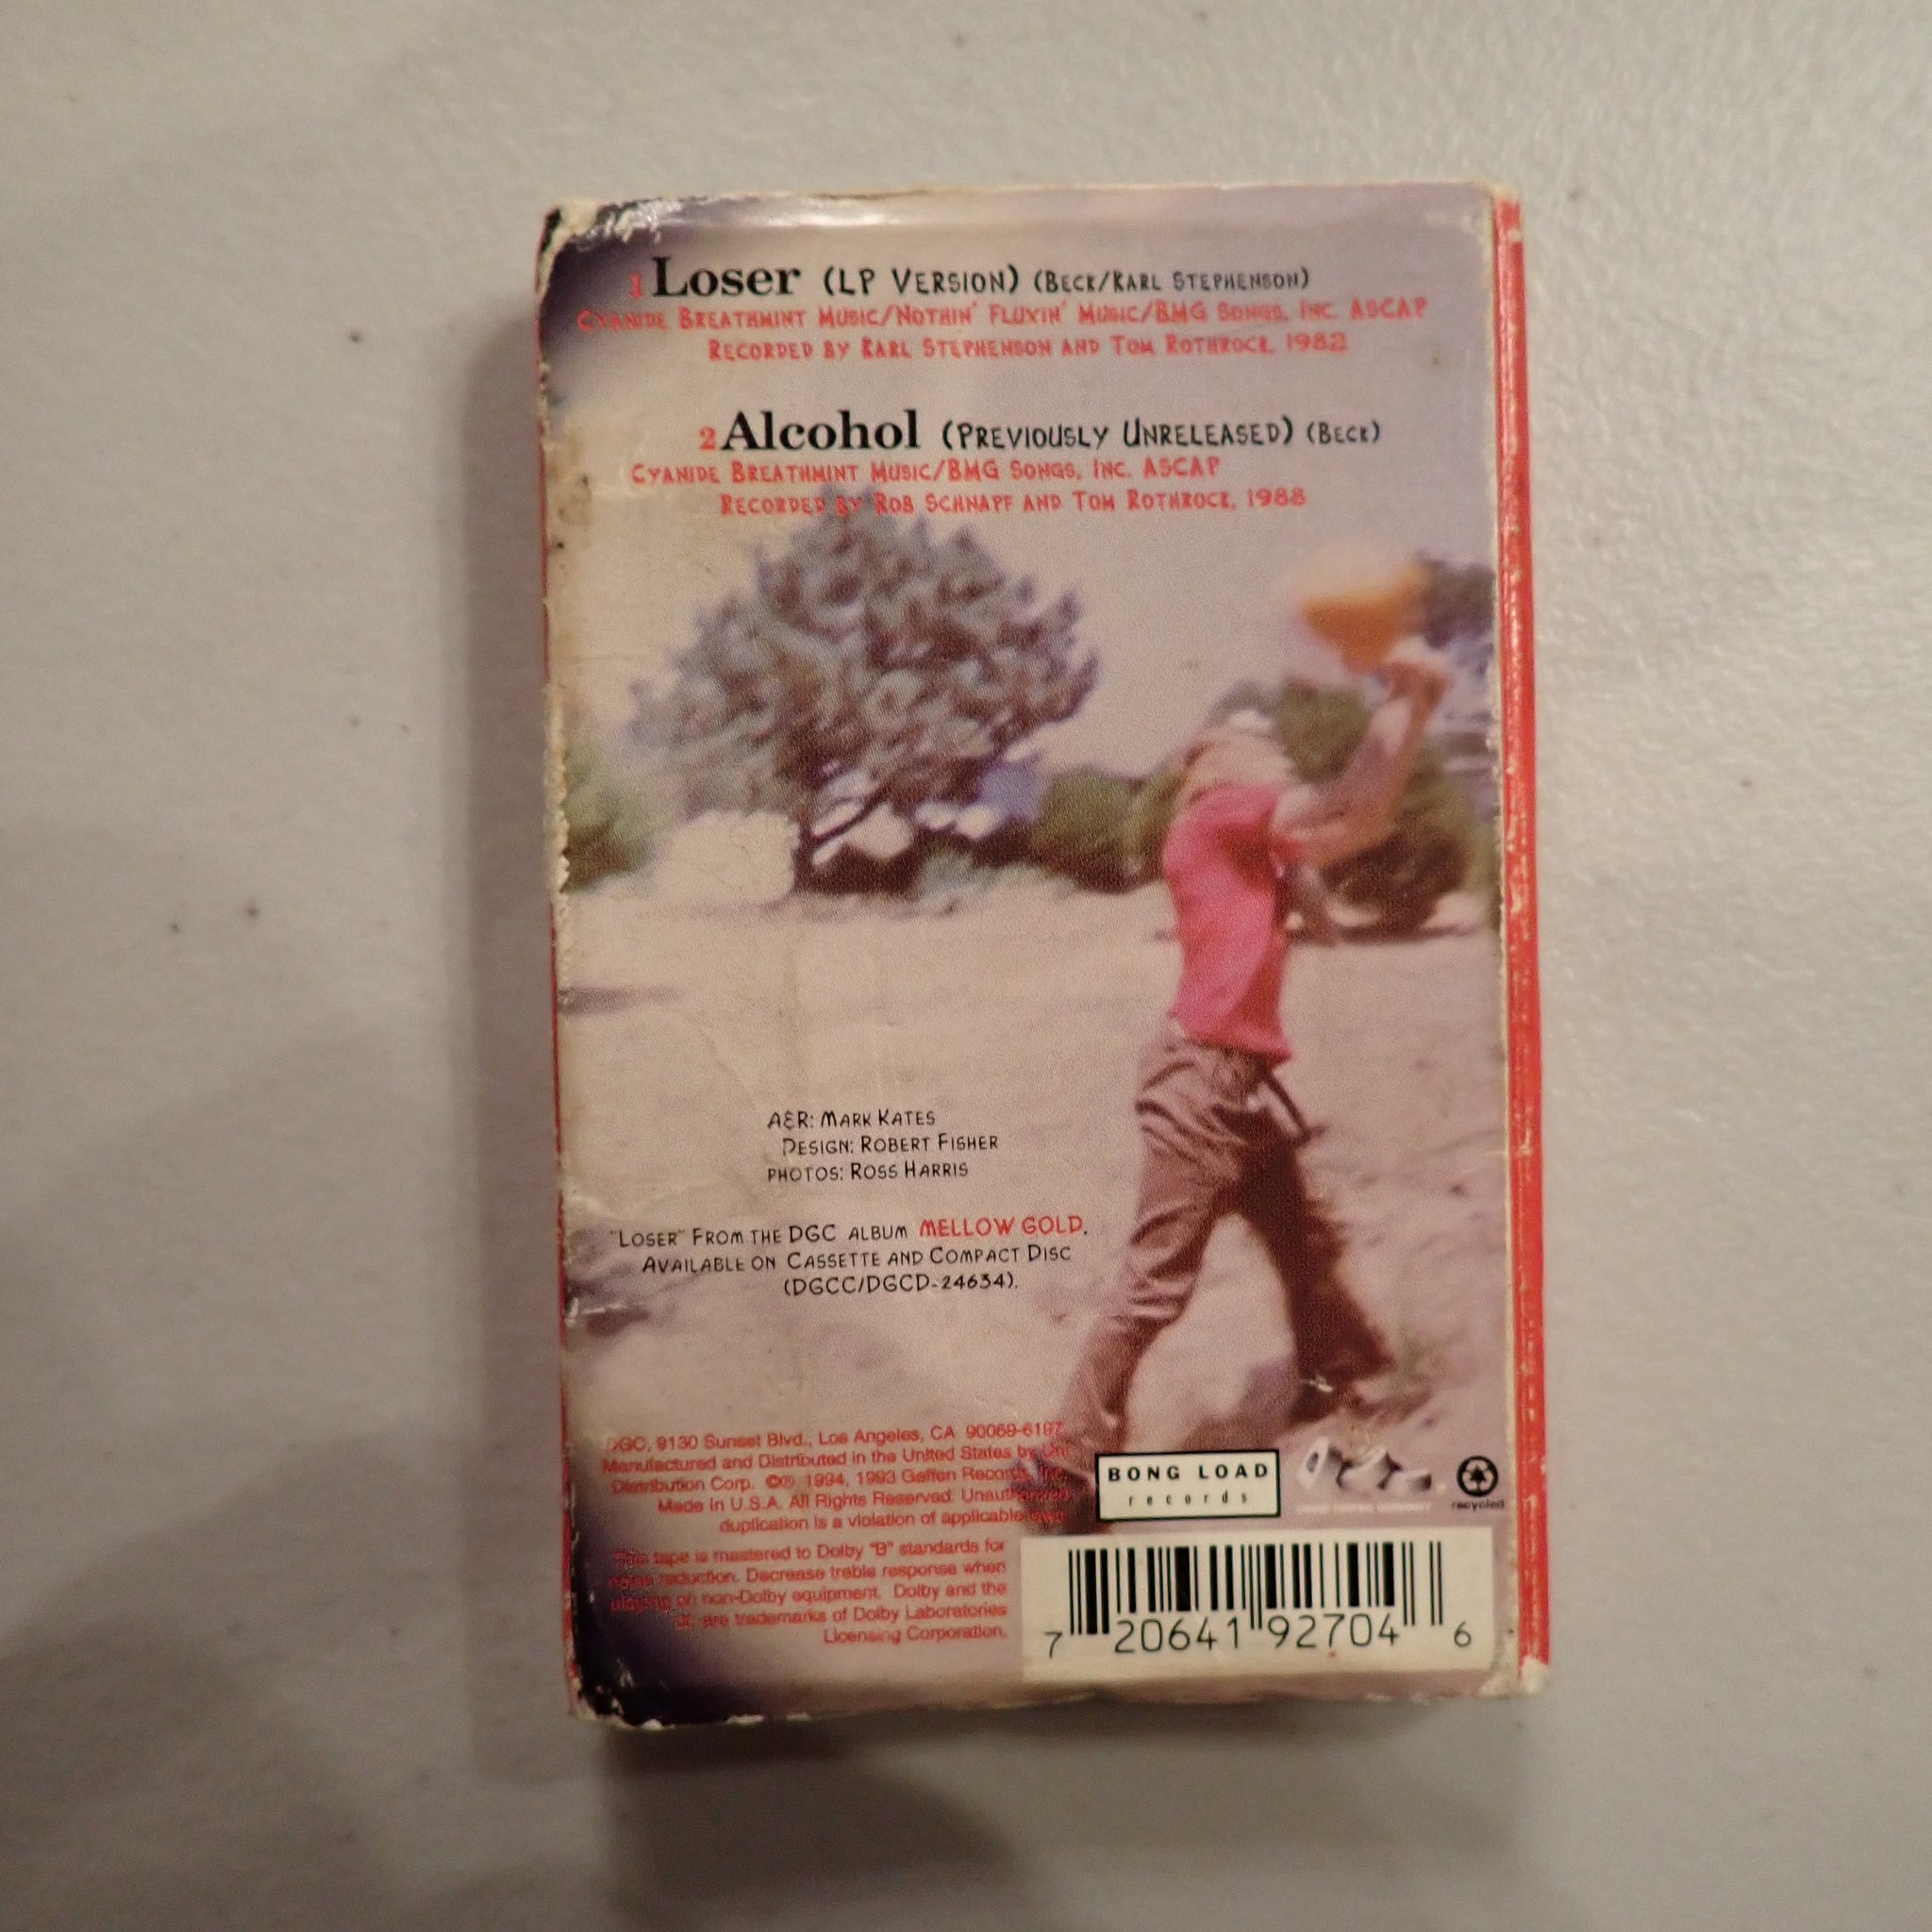 1 Loser (LP Version) (Beck/Karl Stephenson)
Cyanide Breathmint Music/Nothin' Fluxin' Music/BMG Songs, Inc. ASCAP
Recorded by Karl Stephenson and Tom Rothrock, 1982
2 Alcohol (Previously Unreleased) (Beck)
Cyanide Breathmint Music/BMG Songs, Inc. ASCAP
Recorded by Rob Schnapf and Tom Rothrock, 1988
A&R: Mark Kates
Design: Robert Fisher
Photos: Ross Harris
"Loser" From the DGC album MELLOW GOLD.
Available on Cassette and Compact Disc
(DGCC/DGCD-24634).
DGC, 9130 Sunset Blvd., Los Angeles, CA 90069-6197.
Manufactured and Distributed in the United States by Uni
Distribution Corp. ©℗ 1994, 1993 Geffen Records, Inc.
Made in U.S.A. All Rights Reserved. Unauthorized
duplication is a violation of applicable laws.
This tape is mastered to Dolby "B" standards for
noise reduction. Decrease treble response when
playing on non-Dolby equipment. Dolby and the
are trademarks of Dolby Laboratories
Licensing Corporation.
BONG LOAD
records
recycled
7 20641 92704 6